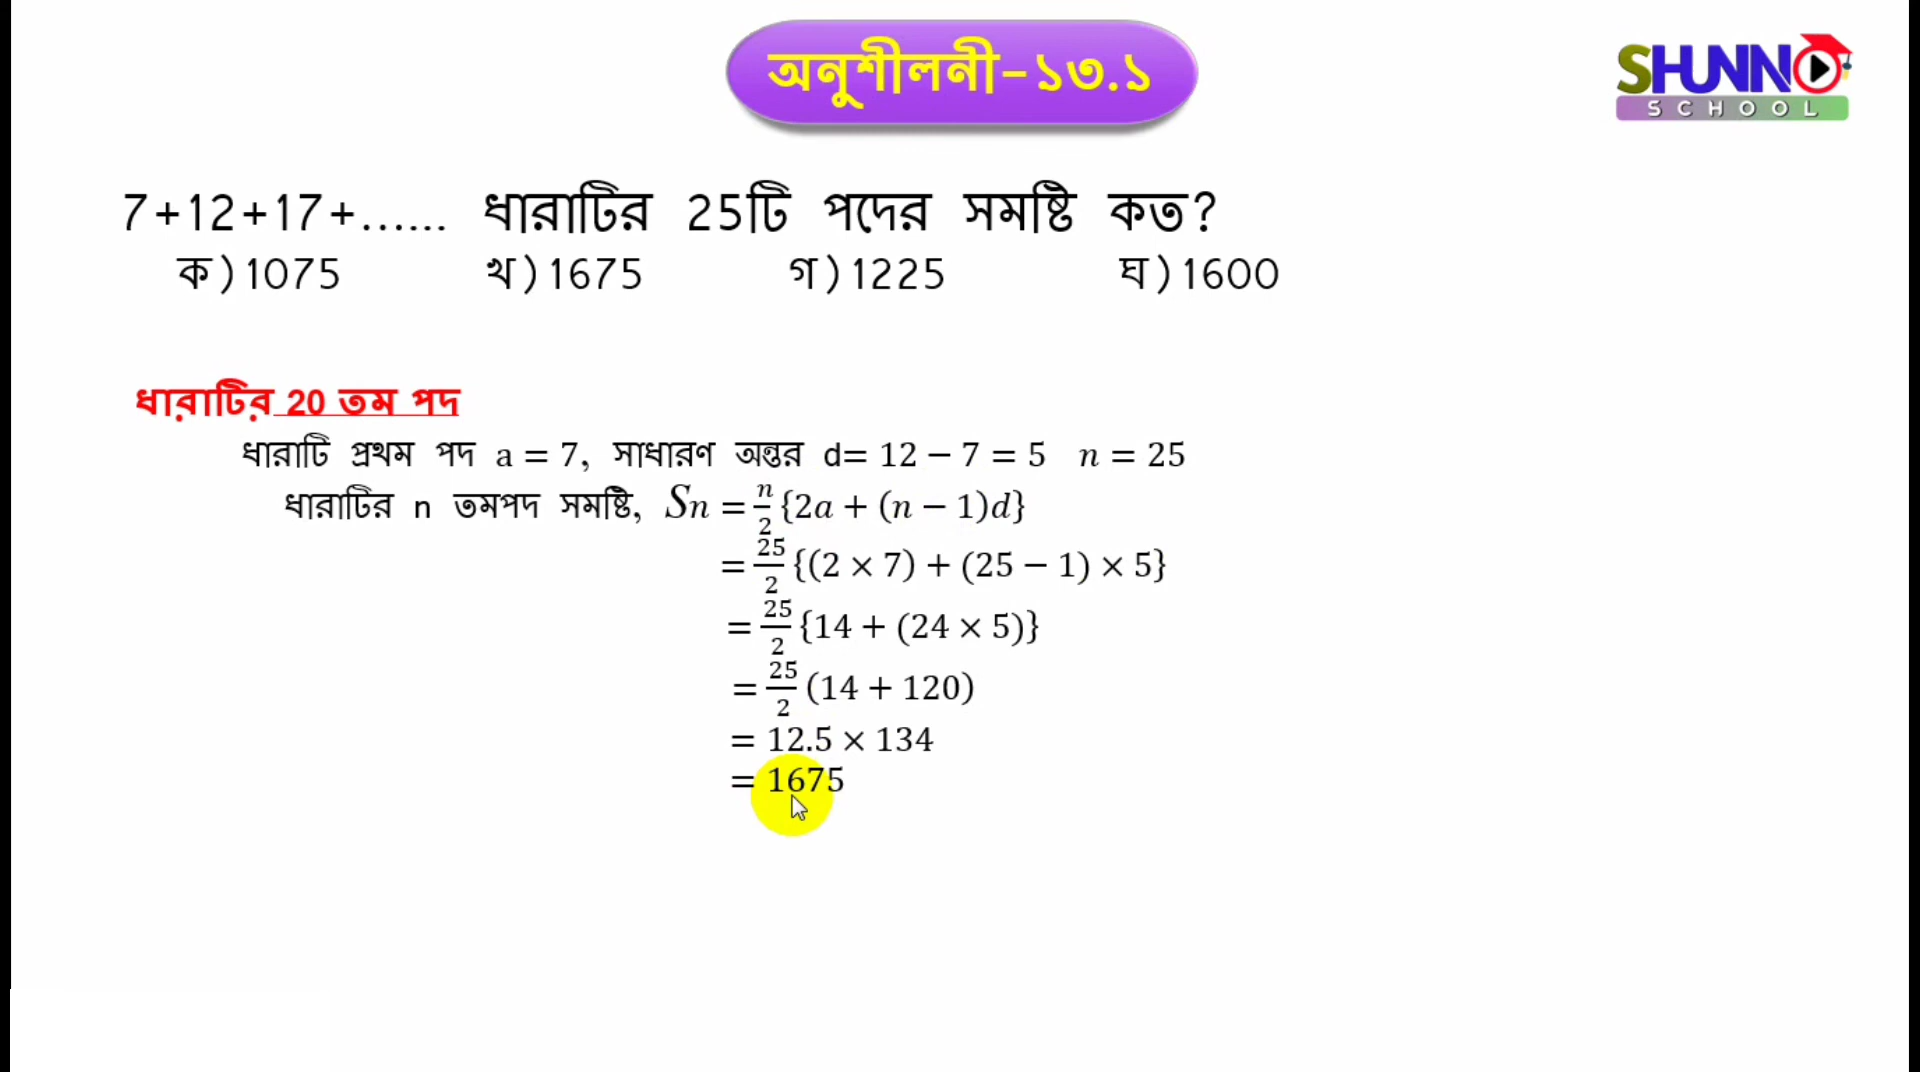 অনুশীলনী-১৩.১
SHUNNO
SCHOOL
7+12+17+...... ধারাটির 25টি পদের সমষ্টি কত?
ক)1075 খ)1675 গ)1225 ঘ)1600
ধারাটির 20 তম পদ
ধারাটি প্রথম পদ a = 7, সাধারণ অন্তর d= 12 − 7 = 5 n = 25
ধারাটির n তমপদ সমষ্টি, Sn = n/2 {2a + (n − 1)d}
= 25/2 {(2 × 7) + (25 − 1) × 5}
= 25/2 {14 + (24 × 5)}
= 25/2 (14 + 120)
= 12.5 × 134
= 1675